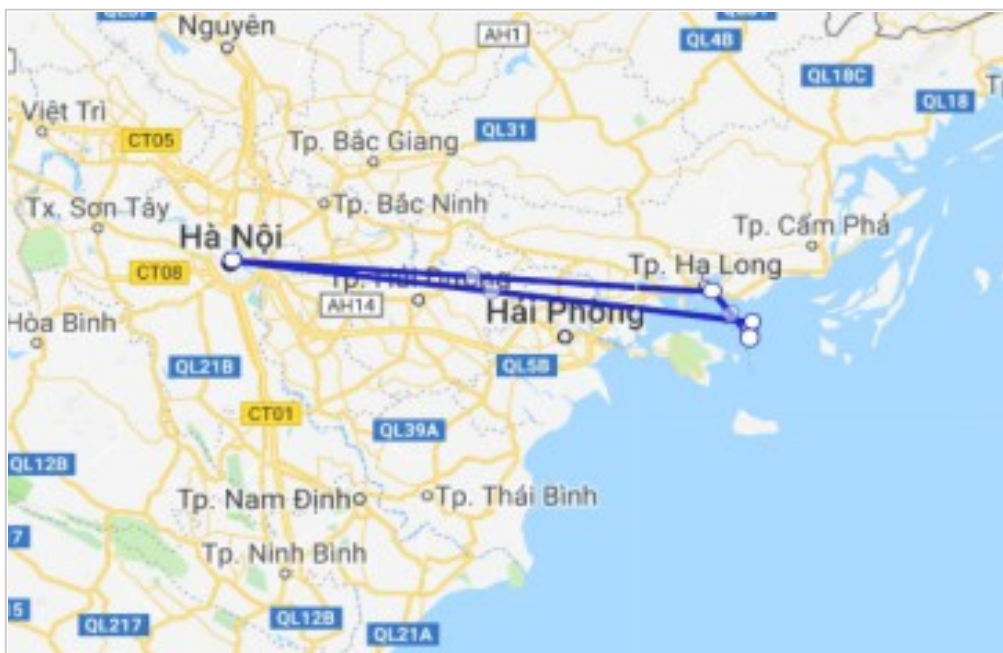 Nguyên
AH1
QL4B
QL18C
QL18
Việt Trì
CT05
Tp. Bắc Giang
QL31
Tx. Sơn Tây
Tp. Bắc Ninh
Hà Nội
Tp. Cẩm Phả
CT08
Tp. Hạ Long
AH14
Hòa Bình
Hải Phòng
QL21B
QL5B
CT01
QL39A
QL12B
Tp. Nam Định
Tp. Thái Bình
Tp. Ninh Bình
QL12B
QL217
QL21A